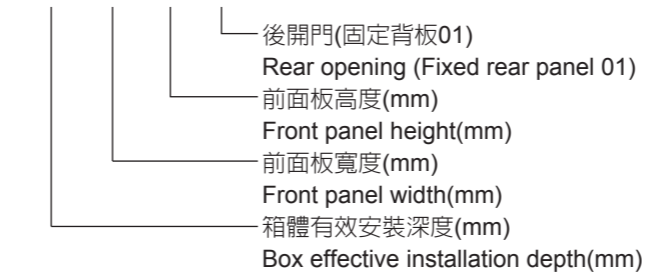 後開門(固定背板01)
Rear opening (Fixed rear panel 01)
前面板高度(mm)
Front panel height(mm)
前面板寬度(mm)
Front panel width(mm)
箱體有效安裝深度(mm)
Box effective installation depth(mm)